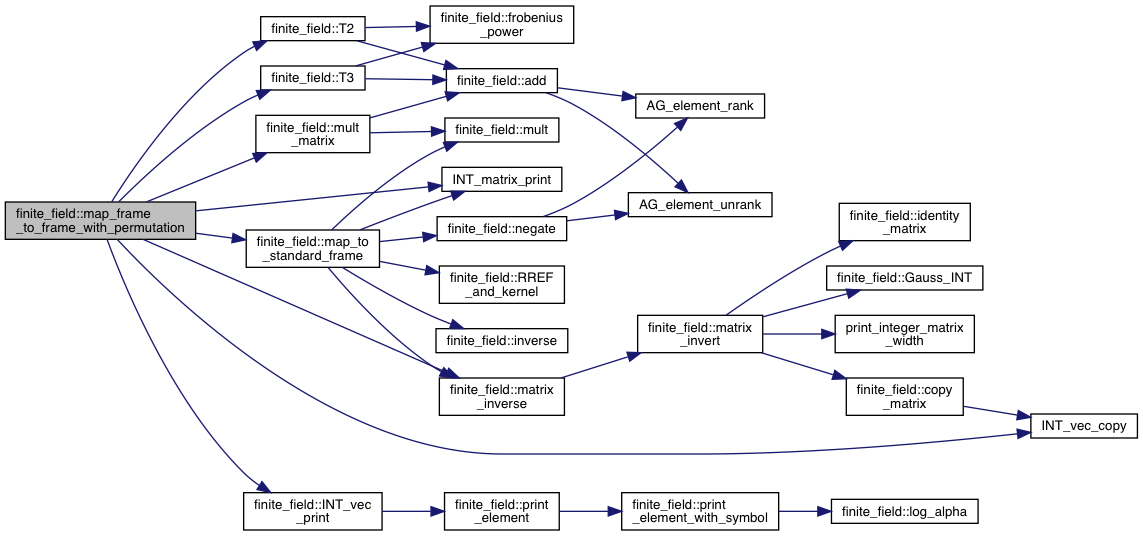 finite_field::map_frame
_to_frame_with_permutation
finite_field::T2
finite_field::T3
finite_field::mult
_matrix
finite_field::map_to
_standard_frame
finite_field::INT_vec
_print
finite_field::frobenius
_power
finite_field::add
finite_field::mult
INT_matrix_print
finite_field::negate
finite_field::RREF
_and_kernel
finite_field::inverse
finite_field::matrix
_inverse
finite_field::print
_element
AG_element_rank
AG_element_unrank
finite_field::matrix
_invert
finite_field::print
_element_with_symbol
finite_field::identity
_matrix
finite_field::Gauss_INT
print_integer_matrix
_width
finite_field::copy
_matrix
finite_field::log_alpha
INT_vec_copy